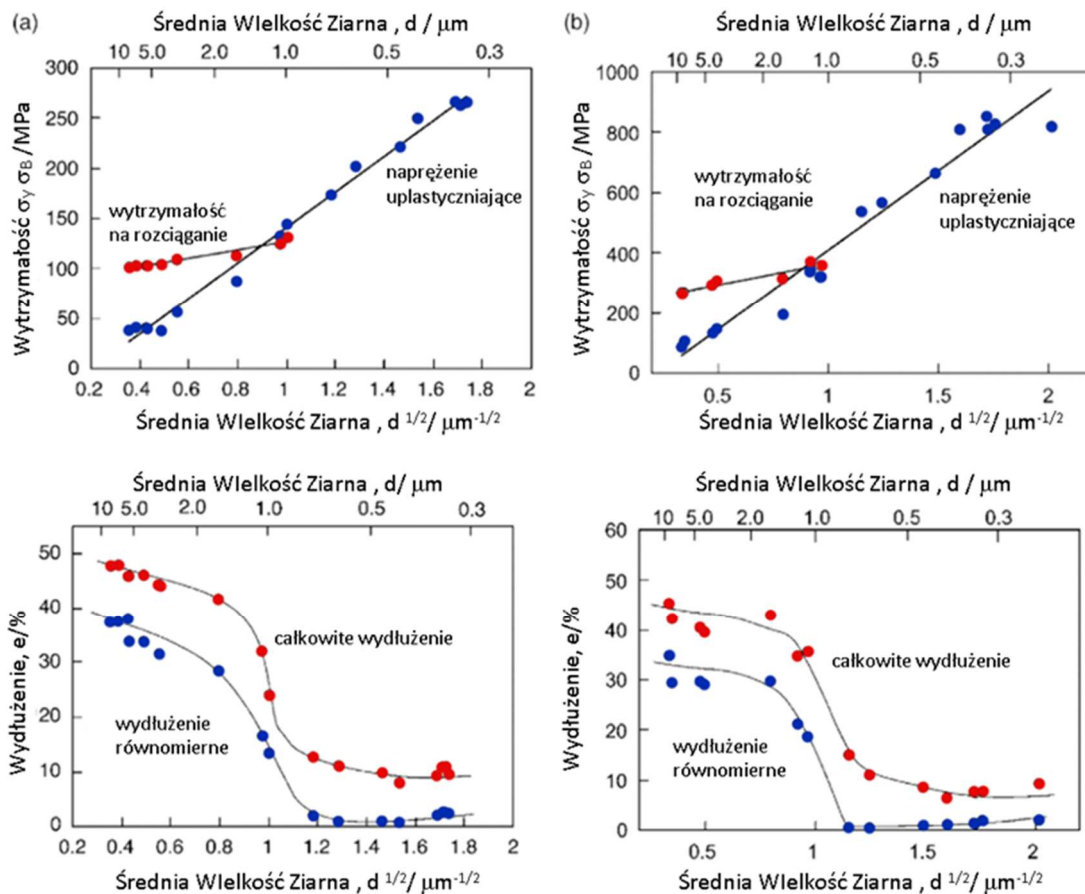 (a)
Średnia WIelkość Ziarna , d / μm
10 5.0 2.0 1.0 0.5 0.3
300
250
200
150
100
50
0
Wytrzymałość σy σB /MPa
wytrzymałość
na rozciąganie
naprężenie
uplastyczniające
0.2 0.4 0.6 0.8 1 1.2 1.4 1.6 1.8 2
Średnia WIelkość Ziarna , d 1/2/ μm-1/2
(b)
Średnia WIelkość Ziarna , d / μm
10 5.0 2.0 1.0 0.5 0.3
1000
800
600
400
200
0
Wytrzymałość σy σB /MPa
wytrzymałość
na rozciąganie
naprężenie
uplastyczniające
0.5 1 1.5 2
Średnia WIelkość Ziarna , d 1/2/ μm-1/2
Średnia WIelkość Ziarna , d/ μm
10 5.0 2.0 1.0 0.5 0.3
50
40
30
20
10
0
Wydłużenie, e/%
całkowite wydłużenie
wydłużenie
równomierne
0.2 0.4 0.6 0.8 1 1.2 1.4 1.6 1.8 2
Średnia WIelkość Ziarna , d 1/2/ μm-1/2
Średnia WIelkość Ziarna , d / μm
10 5.0 2.0 1.0 0.5 0.3
60
50
40
30
20
10
0
Wydłużenie, e/%
całkowite wydłużenie
wydłużenie
równomierne
0.5 1 1.5 2
Średnia WIelkość Ziarna , d 1/2/ μm-1/2